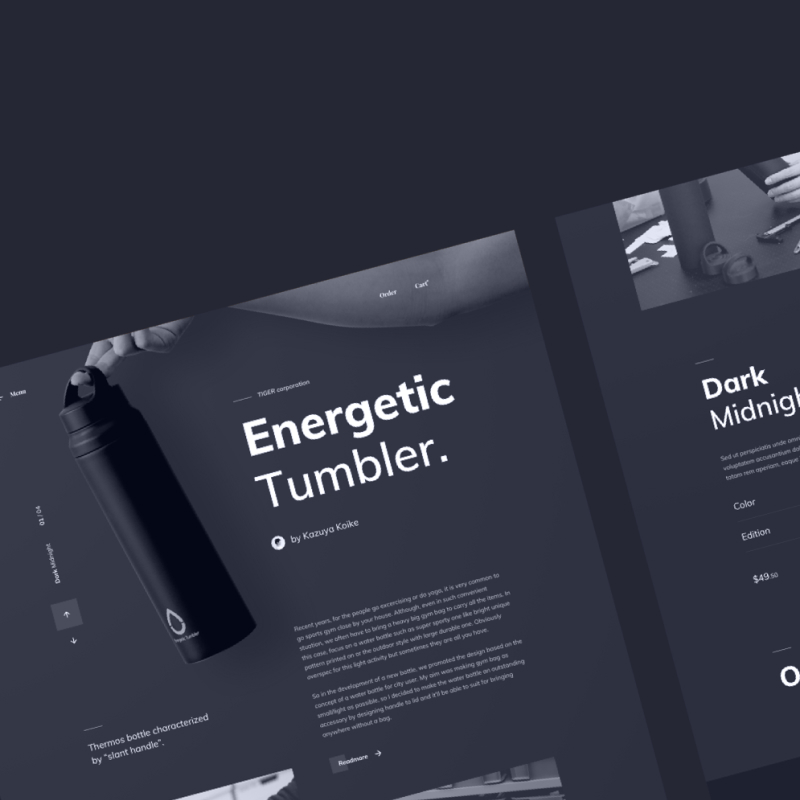 Menu
Order
Cart
TIGER corporation
Energetic
Tumbler.
by Kazuya Koike
01 / 04
Dark Midnight
Recent years, for the people go excercising or do yoga, it is very common to
go sports gym close by your house. Although, even in such convenient
situation, we often have to bring a heavy big gym bag to carry all the items. In
this case, focus on a water bottle such as super sporty one like bright unique
pattern printed on or the outdoor style with large durable one. Obviously
overspec for this light activity but sometimes they are all you have.
So in the development of a new bottle, we promoted the design based on the
concept of a water bottle for city user. My aim was making gym bag as
small/light as possible, so i decided to make the water bottle an outstanding
accessory by designing handle to lid and it'll be able to suit for bringing
anywhere without a bag.
Readmore
Thermos bottle characterized
by "slant handle".
Dark
Sed ut perspiciatis unde
voluptatem accusantium
totam rem aperiam, eaque
Color
Edition
$49.50